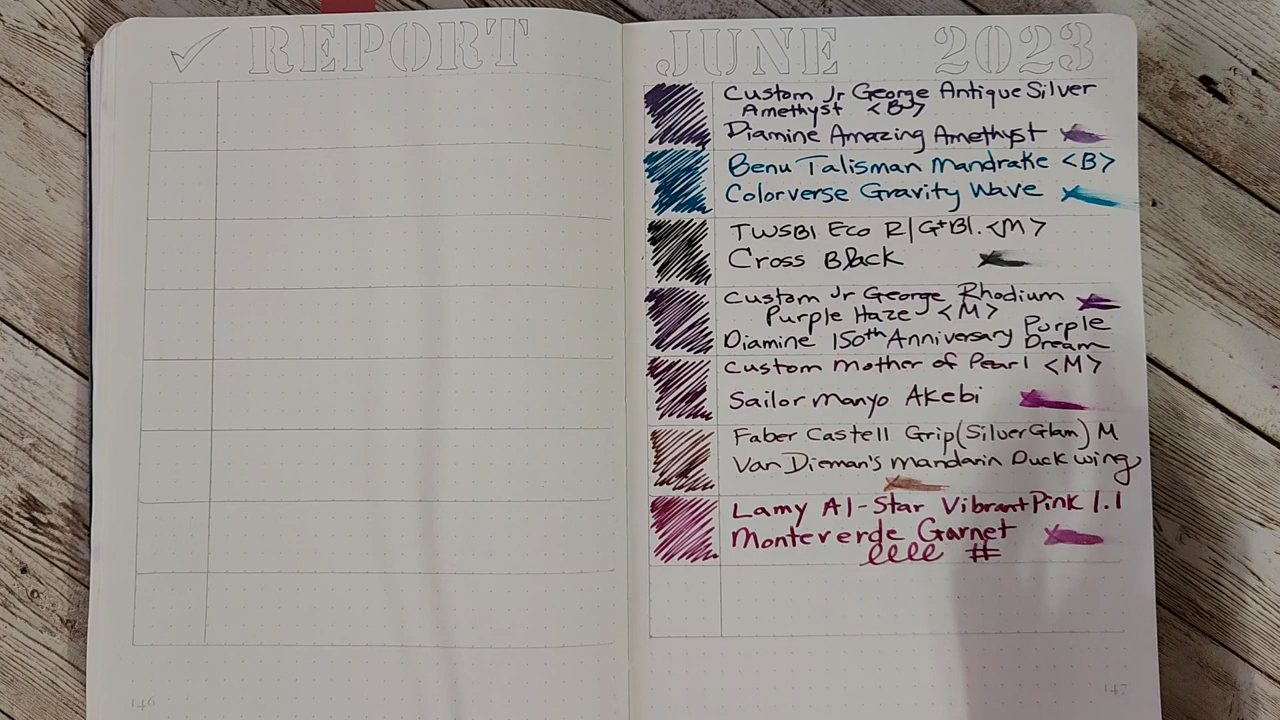 ✓ REPORT
JUNE 2023
Custom Jr George Antique Silver
Amethyst <B>
Diamine Amazing Amethyst
Benu Talisman Mandrake <B>
Colorverse Gravity Wave
TWSBI Eco R|G+Bl. <M>
Cross Black
Custom Jr George Rhodium
Purple Haze <M>
Diamine 150th Anniversary Purple
Dream
Custom Mother of Pearl <M>
Sailor Manyo Akebi
Faber Castell Grip (Silver Glam) M
Van Dieman's Mandarin Duck wing
Lamy Al-Star Vibrant Pink 1.1
Monteverde Garnet
llll #
146
147